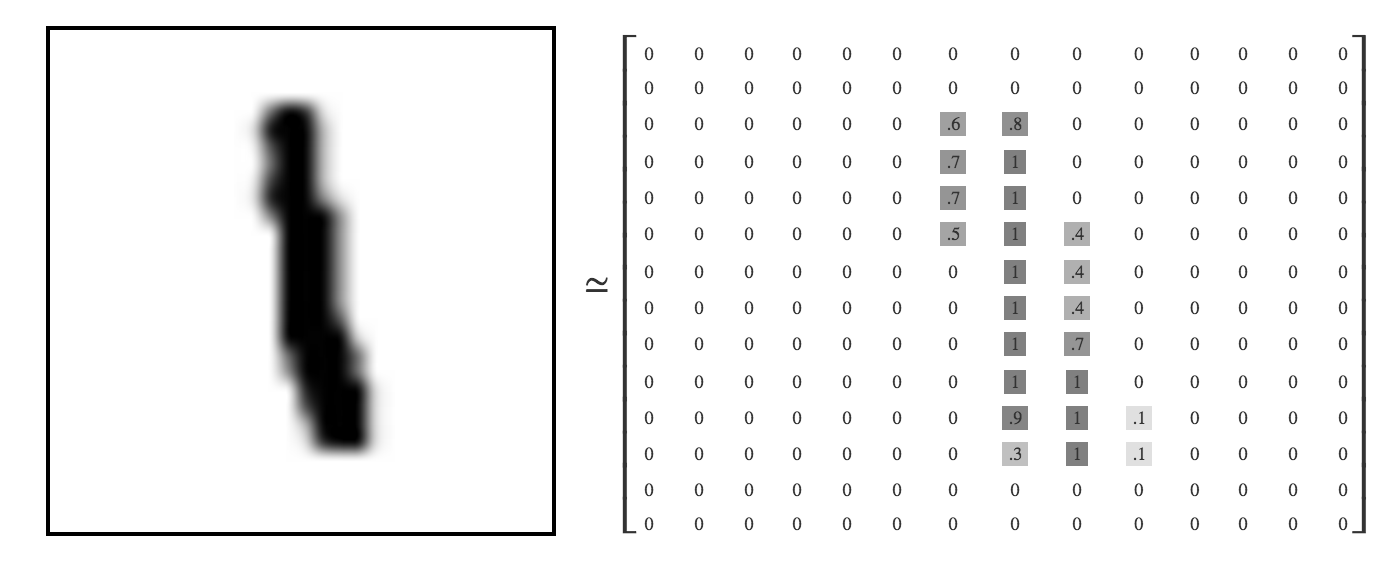 0 0 0 0 0 0 0 0 0 0 0 0 0 0
0 0 0 0 0 0 0 0 0 0 0 0 0 0
0 0 0 0 0 0 .6 .8 0 0 0 0 0 0
0 0 0 0 0 0 .7 1 0 0 0 0 0 0
0 0 0 0 0 0 .7 1 0 0 0 0 0 0
0 0 0 0 0 0 .5 1 .4 0 0 0 0 0
≃ 0 0 0 0 0 0 0 1 .4 0 0 0 0 0
0 0 0 0 0 0 0 1 .4 0 0 0 0 0
0 0 0 0 0 0 0 1 .7 0 0 0 0 0
0 0 0 0 0 0 0 1 1 0 0 0 0 0
0 0 0 0 0 0 0 .9 1 .1 0 0 0 0
0 0 0 0 0 0 0 .3 1 .1 0 0 0 0
0 0 0 0 0 0 0 0 0 0 0 0 0 0
0 0 0 0 0 0 0 0 0 0 0 0 0 0